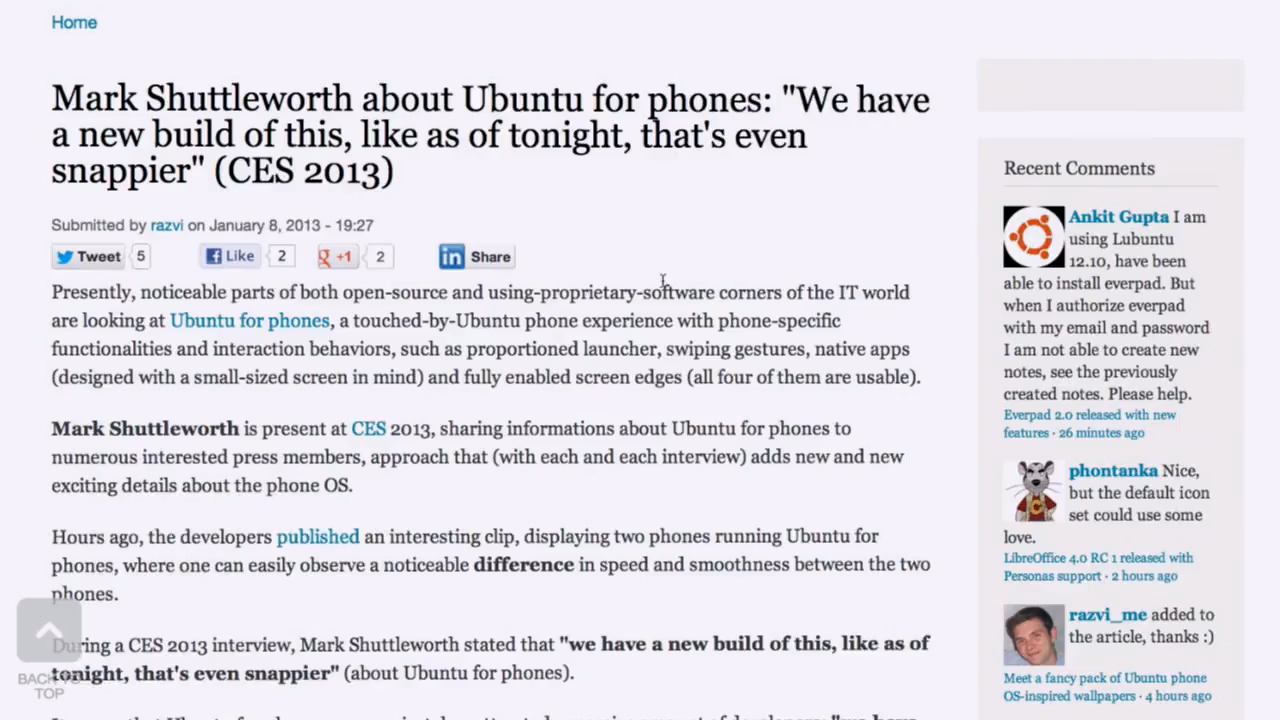 Home
Mark Shuttleworth about Ubuntu for phones: "We have
a new build of this, like as of tonight, that's even
snappier" (CES 2013)
Submitted by razvi on January 8, 2013 - 19:27
Tweet 5 Like 2 +1 2 in Share
Presently, noticeable parts of both open-source and using-proprietary-software corners of the IT world
are looking at Ubuntu for phones, a touched-by-Ubuntu phone experience with phone-specific
functionalities and interaction behaviors, such as proportioned launcher, swiping gestures, native apps
(designed with a small-sized screen in mind) and fully enabled screen edges (all four of them are usable).
Mark Shuttleworth is present at CES 2013, sharing informations about Ubuntu for phones to
numerous interested press members, approach that (with each and each interview) adds new and new
exciting details about the phone OS.
Hours ago, the developers published an interesting clip, displaying two phones running Ubuntu for
phones, where one can easily observe a noticeable difference in speed and smoothness between the two
phones.
During a CES 2013 interview, Mark Shuttleworth stated that "we have a new build of this, like as of
tonight, that's even snappier" (about Ubuntu for phones).
BACK TO
TOP
Recent Comments
Ankit Gupta I am
using Lubuntu
12.10, have been
able to install everpad. But
when I authorize everpad
with my email and password
I am not able to create new
notes, see the previously
created notes. Please help.
Everpad 2.0 released with new
features · 26 minutes ago
phontanka Nice,
but the default icon
set could use some
love.
LibreOffice 4.0 RC 1 released with
Personas support · 2 hours ago
razvi_me added to
the article, thanks :)
Meet a fancy pack of Ubuntu phone
OS-inspired wallpapers · 4 hours ago